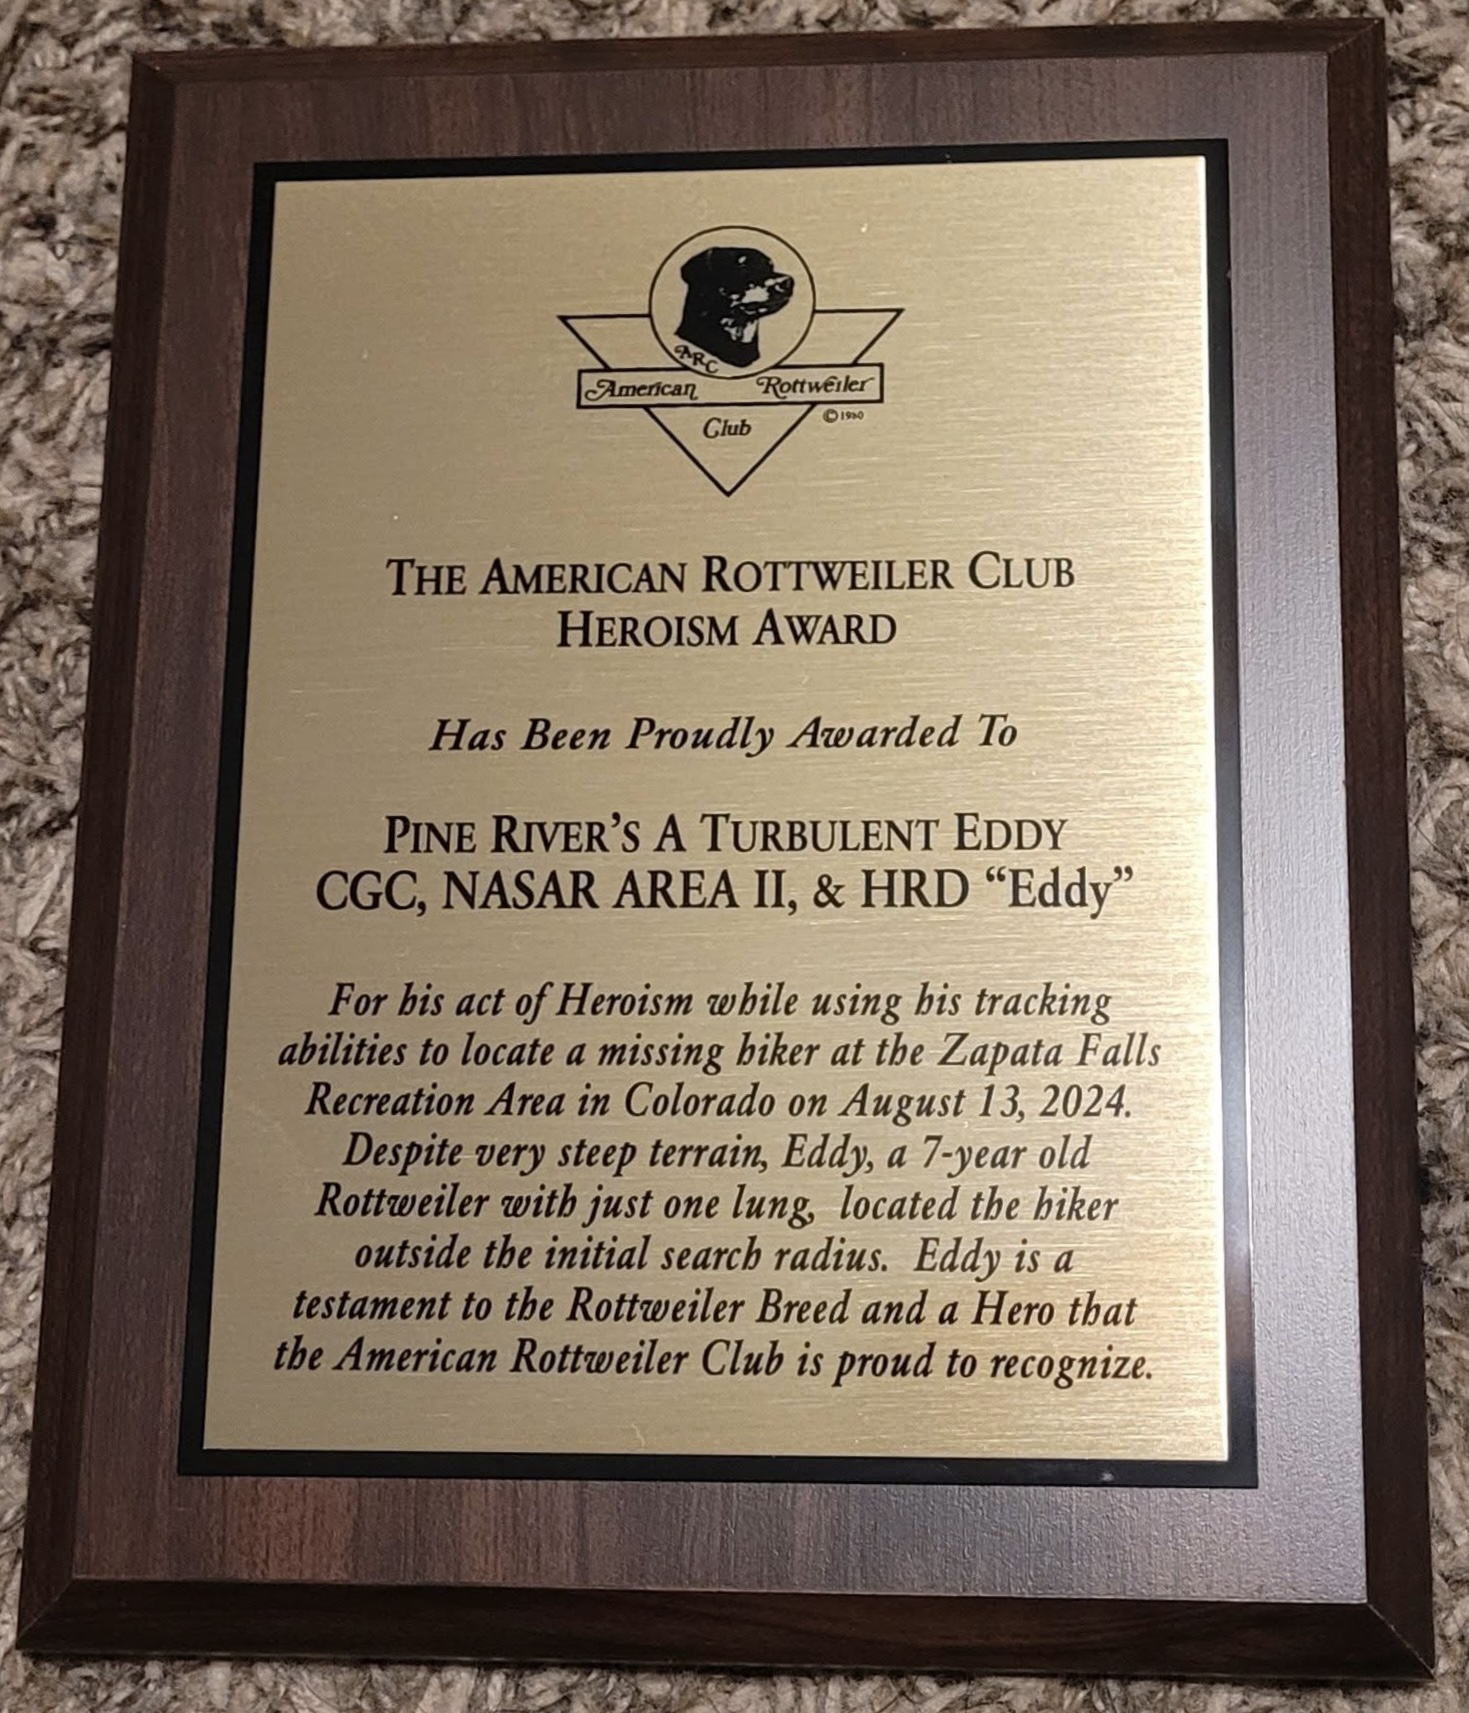 ARC
American Rottweiler
Club
© 1980
THE AMERICAN ROTTWEILER CLUB
HEROISM AWARD
Has Been Proudly Awarded To
PINE RIVER'S A TURBULENT EDDY
CGC, NASAR AREA II, & HRD “Eddy”
For his act of Heroism while using his tracking
abilities to locate a missing hiker at the Zapata Falls
Recreation Area in Colorado on August 13, 2024.
Despite very steep terrain, Eddy, a 7-year old
Rottweiler with just one lung, located the hiker
outside the initial search radius. Eddy is a
testament to the Rottweiler Breed and a Hero that
the American Rottweiler Club is proud to recognize.